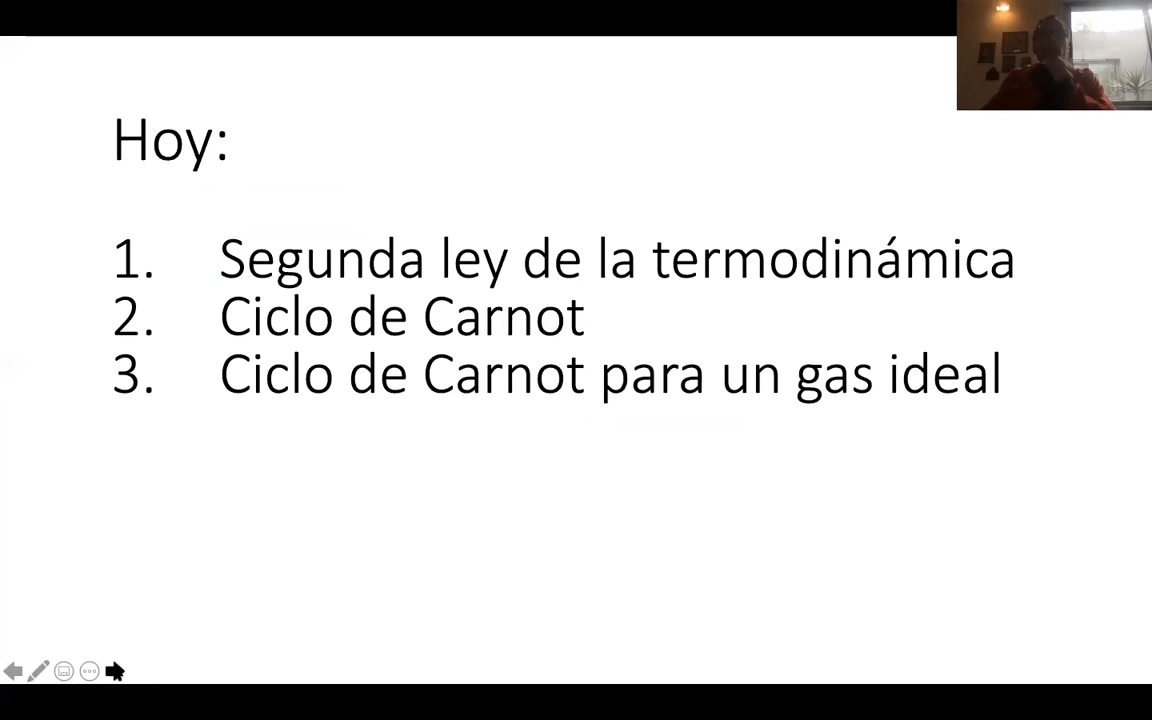 Hoy:
1. Segunda ley de la termodinámica
2. Ciclo de Carnot
3. Ciclo de Carnot para un gas ideal